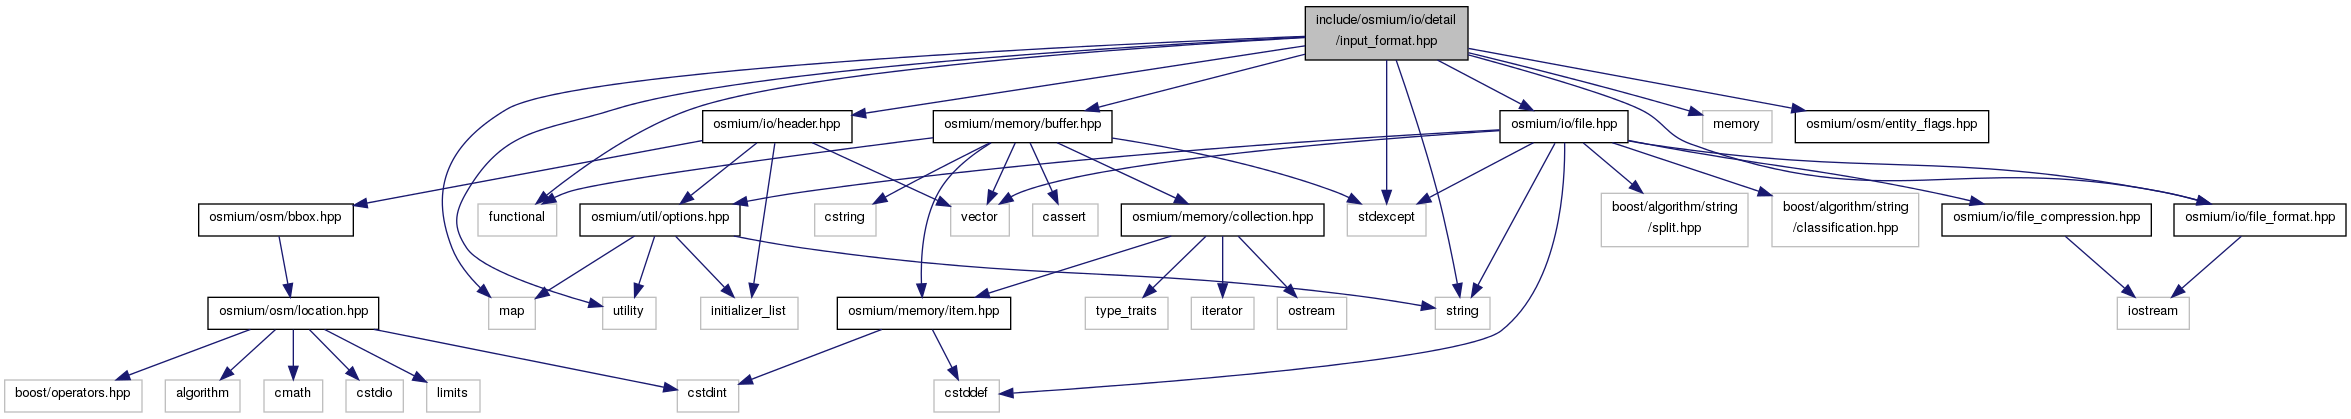 include/osmium/io/detail
/input_format.hpp
osmium/io/header.hpp
osmium/memory/buffer.hpp
osmium/io/file.hpp
memory
osmium/osm/entity_flags.hpp
osmium/osm/bbox.hpp
functional
osmium/util/options.hpp
cstring
vector
cassert
osmium/memory/collection.hpp
stdexcept
boost/algorithm/string
/split.hpp
boost/algorithm/string
/classification.hpp
osmium/io/file_compression.hpp
osmium/io/file_format.hpp
osmium/osm/location.hpp
map
utility
initializer_list
osmium/memory/item.hpp
type_traits
iterator
ostream
string
iostream
boost/operators.hpp
algorithm
cmath
cstdio
limits
cstdint
cstddef